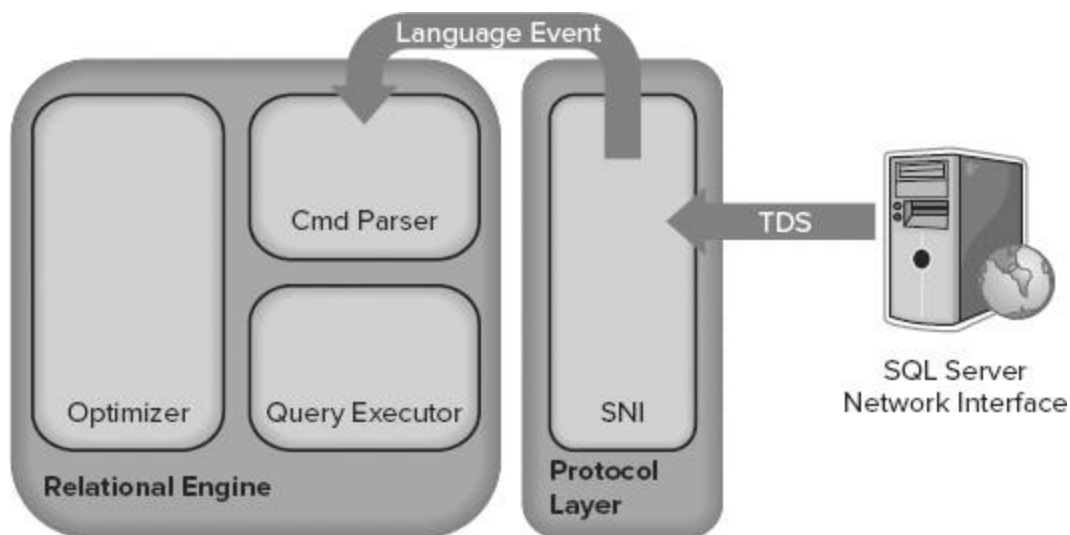 Language Event
Cmd Parser
TDS
Optimizer
Query Executor
SNI
SQL Server
Network Interface
Relational Engine
Protocol
Layer